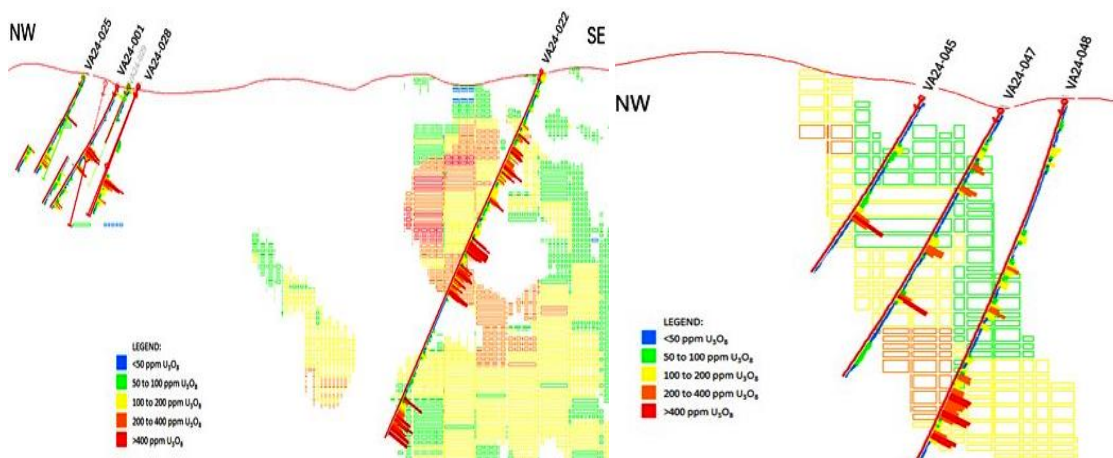 NW
VA24-025
VA24-001
VA24-028
VA24-022
SE
LEGEND:
<50 ppm U₃O₈
50 to 100 ppm U₃O₈
100 to 200 ppm U₃O₈
200 to 400 ppm U₃O₈
>400 ppm U₃O₈
NW
VA24-045
VA24-047
VA24-048
LEGEND:
<50 ppm U₃O₈
50 to 100 ppm U₃O₈
100 to 200 ppm U₃O₈
200 to 400 ppm U₃O₈
>400 ppm U₃O₈